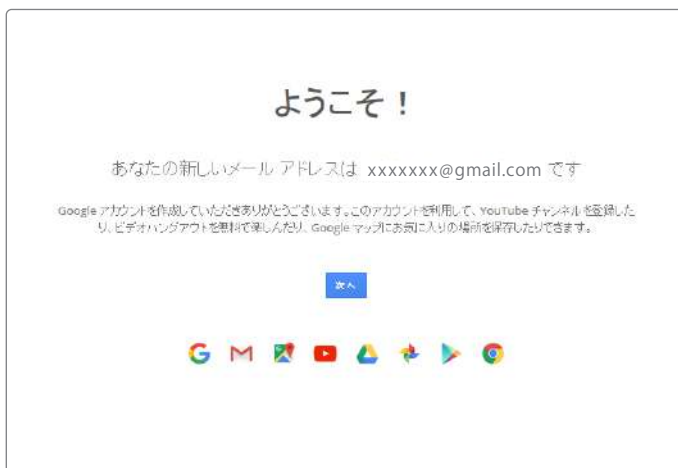 ようこそ！
あなたの新しいメール アドレスは xxxxxxx@gmail.com です
Google アカウントを作成していただきありがとうございます。このアカウントを利用して、YouTube チャンネルを登録した
り、ビデオハングアウトを無料で楽しんだり、Google マップにお気に入りの場所を保存したりできます。
次へ